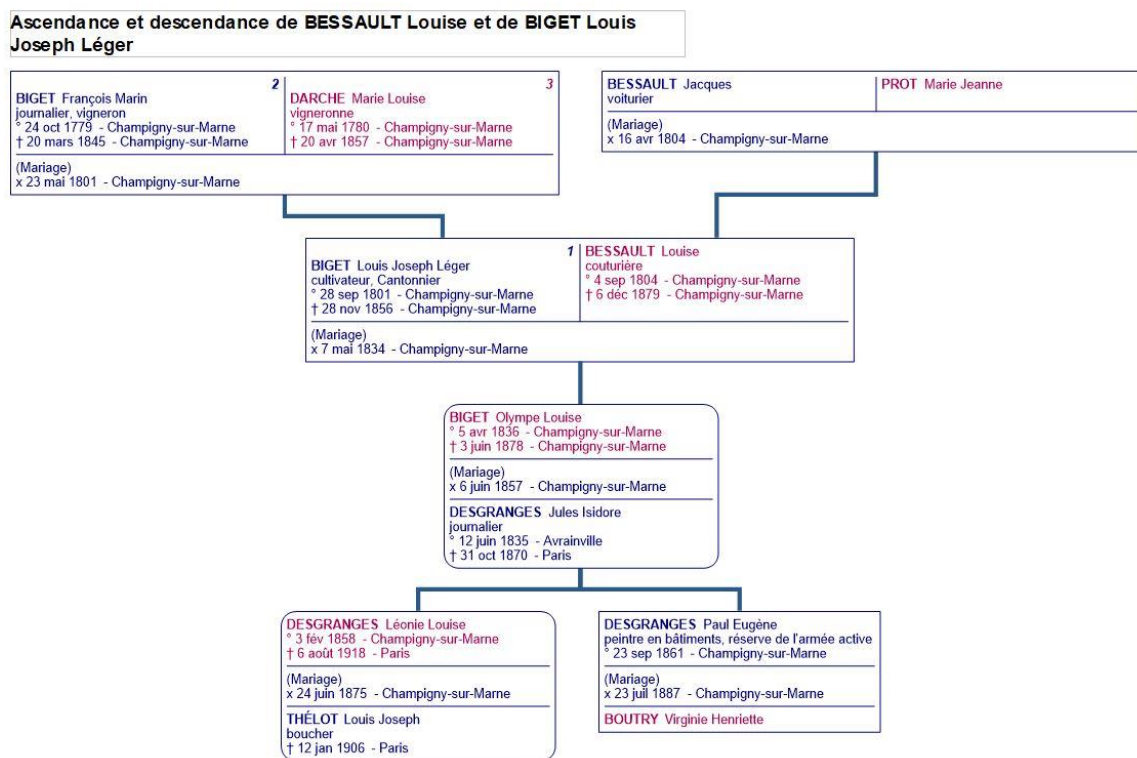 Ascendance et descendance de BESSAULT Louise et de BIGET Louis
Joseph Léger
2
BIGET François Marin
journalier, vigneron
° 24 oct 1779 - Champigny-sur-Marne
† 20 mars 1845 - Champigny-sur-Marne
3
DARCHE Marie Louise
vigneronne
° 17 mai 1780 - Champigny-sur-Marne
† 20 avr 1857 - Champigny-sur-Marne
(Mariage)
x 23 mai 1801 - Champigny-sur-Marne
BESSAULT Jacques
voiturier
PROT Marie Jeanne
(Mariage)
x 16 avr 1804 - Champigny-sur-Marne
1
BIGET Louis Joseph Léger
cultivateur, Cantonnier
° 28 sep 1801 - Champigny-sur-Marne
† 28 nov 1856 - Champigny-sur-Marne
BESSAULT Louise
couturière
° 4 sep 1804 - Champigny-sur-Marne
† 6 déc 1879 - Champigny-sur-Marne
(Mariage)
x 7 mai 1834 - Champigny-sur-Marne
BIGET Olympe Louise
° 5 avr 1836 - Champigny-sur-Marne
† 3 juin 1878 - Champigny-sur-Marne
(Mariage)
x 6 juin 1857 - Champigny-sur-Marne
DESGRANGES Jules Isidore
journalier
° 12 juin 1835 - Avrainville
† 31 oct 1870 - Paris
DESGRANGES Léonie Louise
° 3 fév 1858 - Champigny-sur-Marne
† 6 août 1918 - Paris
(Mariage)
x 24 juin 1875 - Champigny-sur-Marne
THÉLOT Louis Joseph
boucher
† 12 jan 1906 - Paris
DESGRANGES Paul Eugène
peintre en bâtiments, réserve de l'armée active
° 23 sep 1861 - Champigny-sur-Marne
(Mariage)
x 23 juil 1887 - Champigny-sur-Marne
BOUTRY Virginie Henriette